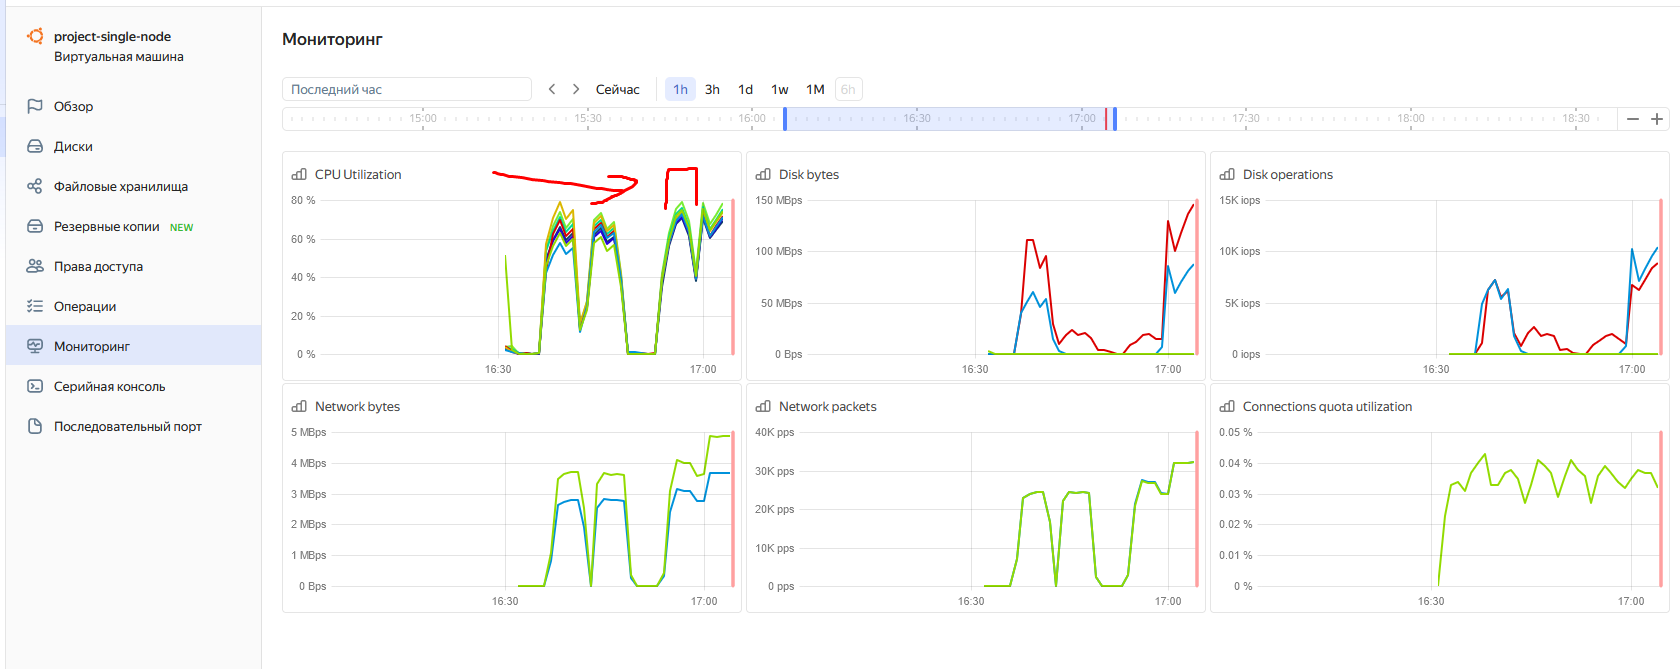 project-single-node
Виртуальная машина
Обзор
Диски
Файловые хранилища
Резервные копии NEW
Права доступа
Операции
Мониторинг
Серийная консоль
Последовательный порт
Мониторинг
Последний час Сейчас 1h 3h 1d 1w 1M 6h
15:00 15:30 16:00 16:30 17:00 17:30 18:00 18:30
CPU Utilization
80 %
60 %
40 %
20 %
0 %
16:30 17:00
Disk bytes
150 MBps
100 MBps
50 MBps
0 Bps
16:30 17:00
Disk operations
15K iops
10K iops
5K iops
0 iops
16:30 17:00
Network bytes
5 MBps
4 MBps
3 MBps
2 MBps
1 MBps
0 Bps
16:30 17:00
Network packets
40K pps
30K pps
20K pps
10K pps
0 pps
16:30 17:00
Connections quota utilization
0.05 %
0.04 %
0.03 %
0.02 %
0.01 %
0 %
16:30 17:00